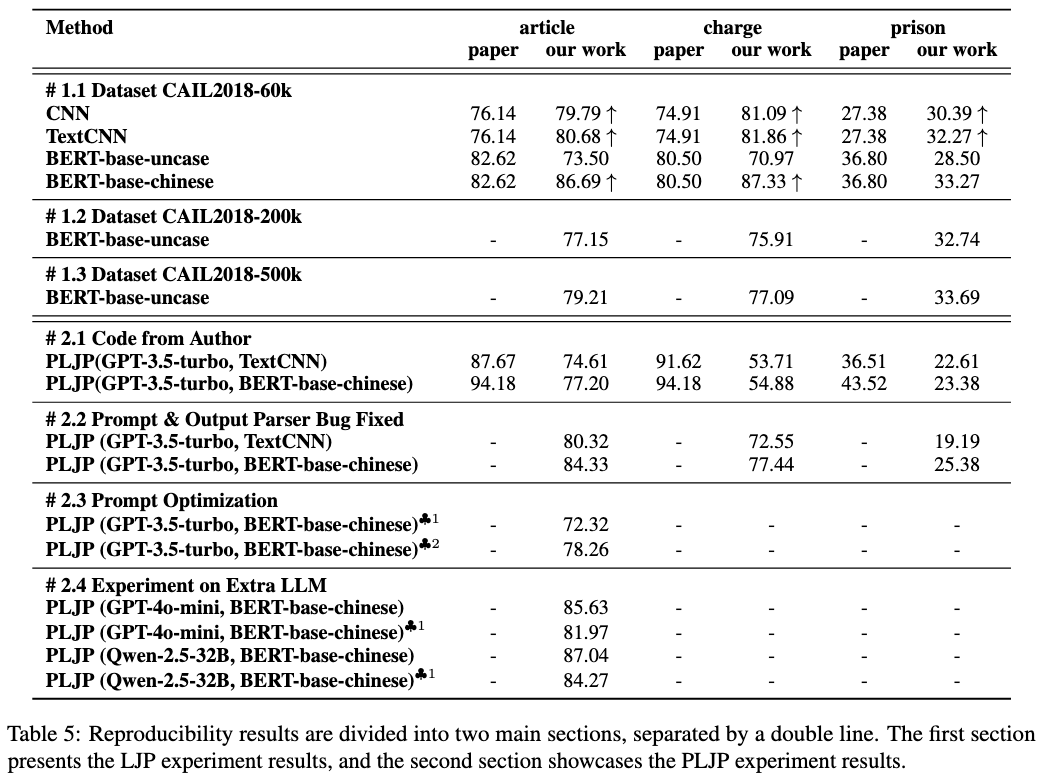 Method article charge prison
paper our work paper our work paper our work
# 1.1 Dataset CAIL2018-60k
CNN 76.14 79.79 ↑ 74.91 81.09 ↑ 27.38 30.39 ↑
TextCNN 76.14 80.68 ↑ 74.91 81.86 ↑ 27.38 32.27 ↑
BERT-base-uncase 82.62 73.50 80.50 70.97 36.80 28.50
BERT-base-chinese 82.62 86.69 ↑ 80.50 87.33 ↑ 36.80 33.27
# 1.2 Dataset CAIL2018-200k
BERT-base-uncase - 77.15 - 75.91 - 32.74
# 1.3 Dataset CAIL2018-500k
BERT-base-uncase - 79.21 - 77.09 - 33.69
# 2.1 Code from Author
PLJP(GPT-3.5-turbo, TextCNN) 87.67 74.61 91.62 53.71 36.51 22.61
PLJP(GPT-3.5-turbo, BERT-base-chinese) 94.18 77.20 94.18 54.88 43.52 23.38
# 2.2 Prompt & Output Parser Bug Fixed
PLJP (GPT-3.5-turbo, TextCNN) - 80.32 - 72.55 - 19.19
PLJP (GPT-3.5-turbo, BERT-base-chinese) - 84.33 - 77.44 - 25.38
# 2.3 Prompt Optimization
PLJP (GPT-3.5-turbo, BERT-base-chinese)♣1 - 72.32 - - - -
PLJP (GPT-3.5-turbo, BERT-base-chinese)♣2 - 78.26 - - - -
# 2.4 Experiment on Extra LLM
PLJP (GPT-4o-mini, BERT-base-chinese) - 85.63 - - - -
PLJP (GPT-4o-mini, BERT-base-chinese)♣1 - 81.97 - - - -
PLJP (Qwen-2.5-32B, BERT-base-chinese) - 87.04 - - - -
PLJP (Qwen-2.5-32B, BERT-base-chinese)♣1 - 84.27 - - - -
Table 5: Reproducibility results are divided into two main sections, separated by a double line. The first section
presents the LJP experiment results, and the second section showcases the PLJP experiment results.